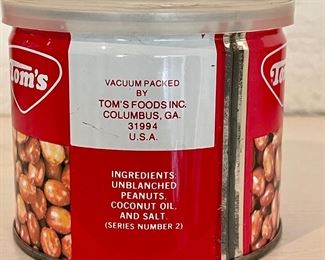 Tom's
VACUUM PACKED
BY
TOM'S FOODS INC.
COLUMBUS, GA.
31994
U.S.A.
INGREDIENTS:
UNBLANCHED
PEANUTS,
COCONUT OIL,
AND SALT.
(SERIES NUMBER 2)